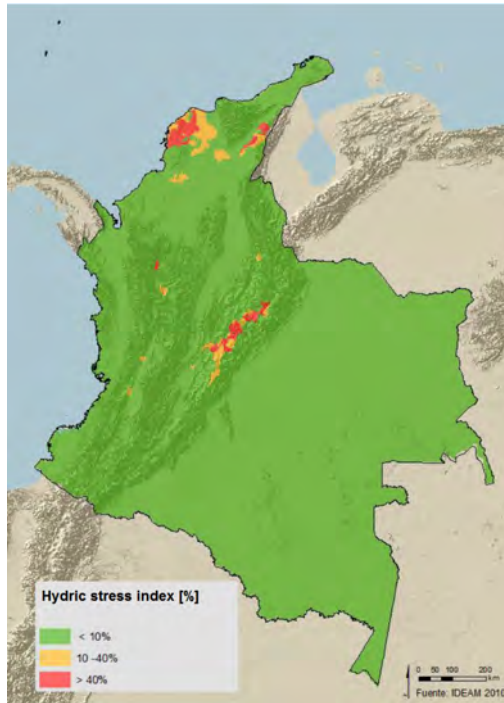 Hydric stress index [%]
< 10%
10 -40%
> 40%
0 50 100 200
km
Fuente: IDEAM 2010